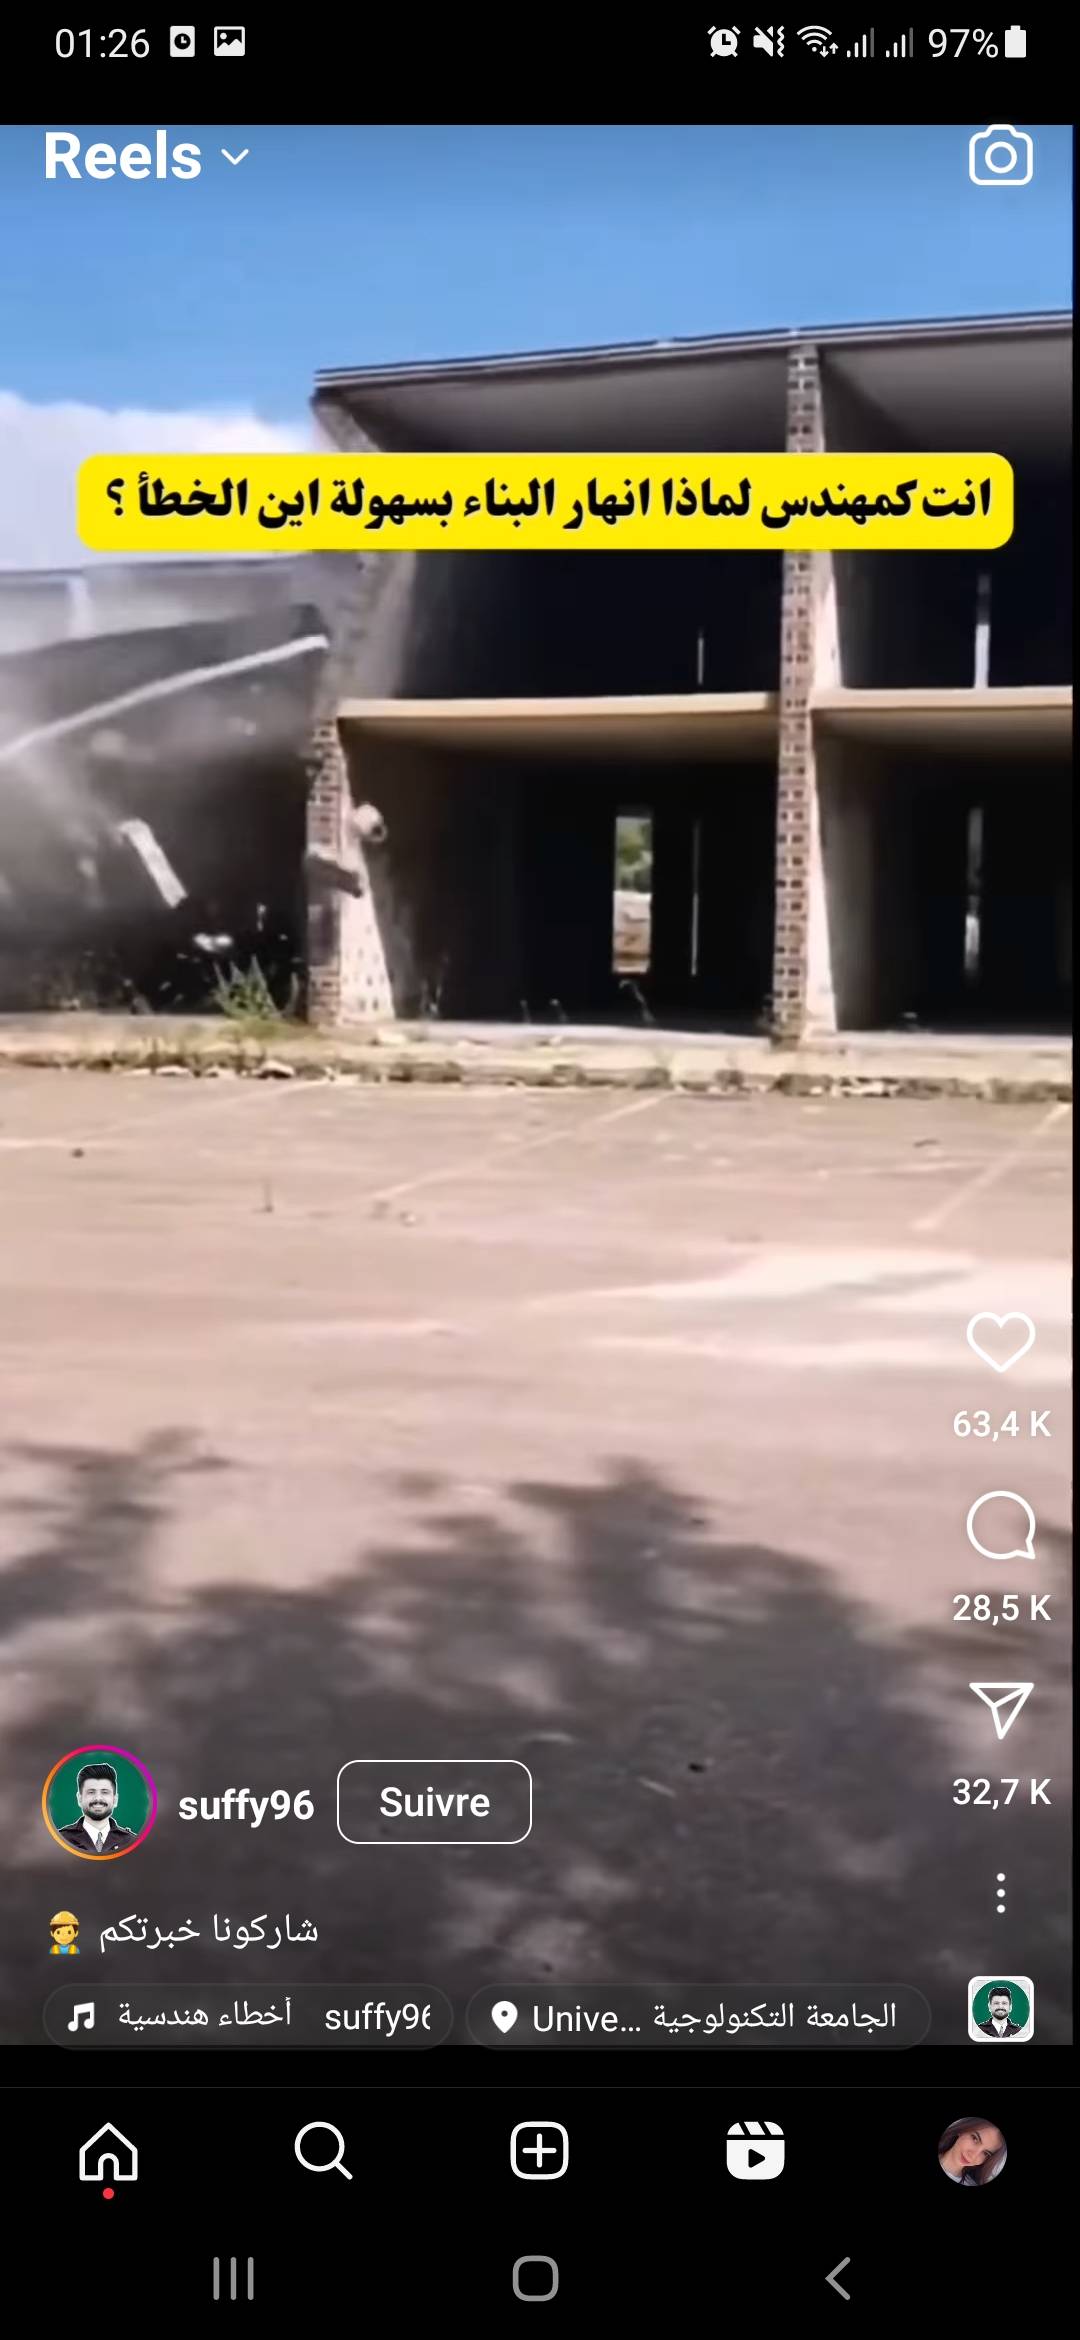 01:26
97%
Reels
انت كمهندس لماذا انهار البناء بسهولة اين الخطأ ؟
63,4 K
28,5 K
32,7 K
suffy96 Suivre
شاركونا خبرتكم
أخطاء هندسية suffy96
Unive... الجامعة التكنولوجية